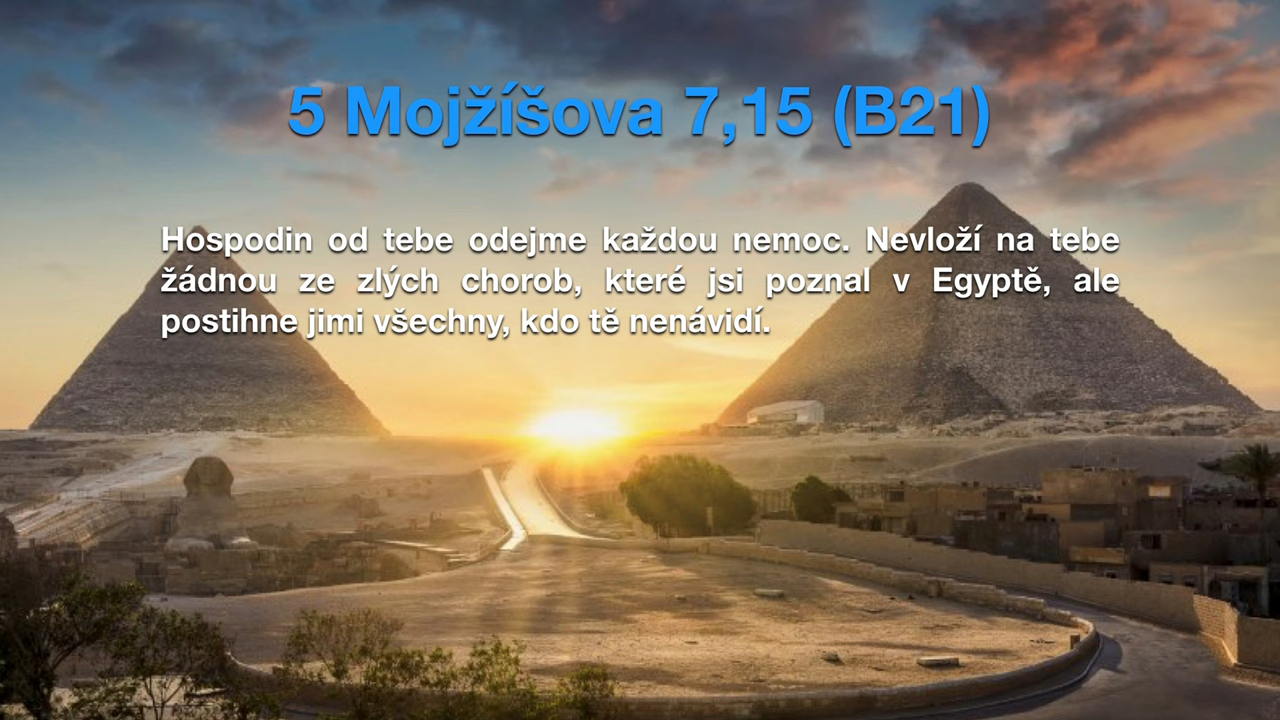 5 Mojžíšova 7,15 (B21)
Hospodin od tebe odejme každou nemoc. Nevloží na tebe
žádnou ze zlých chorob, které jsi poznal v Egyptě, ale
postihne jimi všechny, kdo tě nenávidí.